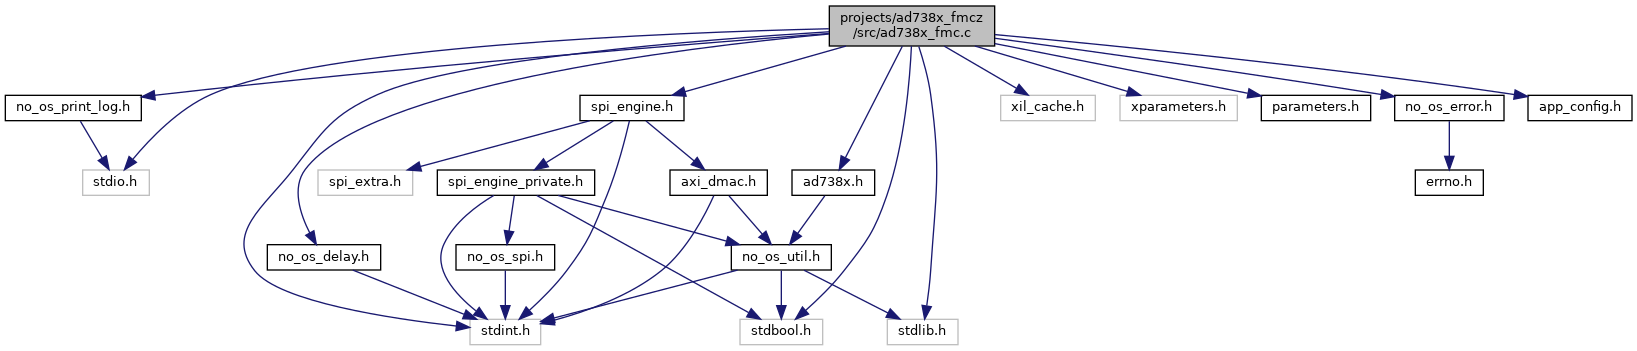 projects/ad738x_fmcz
/src/ad738x_fmc.c
no_os_print_log.h
spi_engine.h
xil_cache.h
xparameters.h
parameters.h
no_os_error.h
app_config.h
stdio.h
spi_extra.h
spi_engine_private.h
axi_dmac.h
ad738x.h
errno.h
no_os_delay.h
no_os_spi.h
no_os_util.h
stdint.h
stdbool.h
stdlib.h